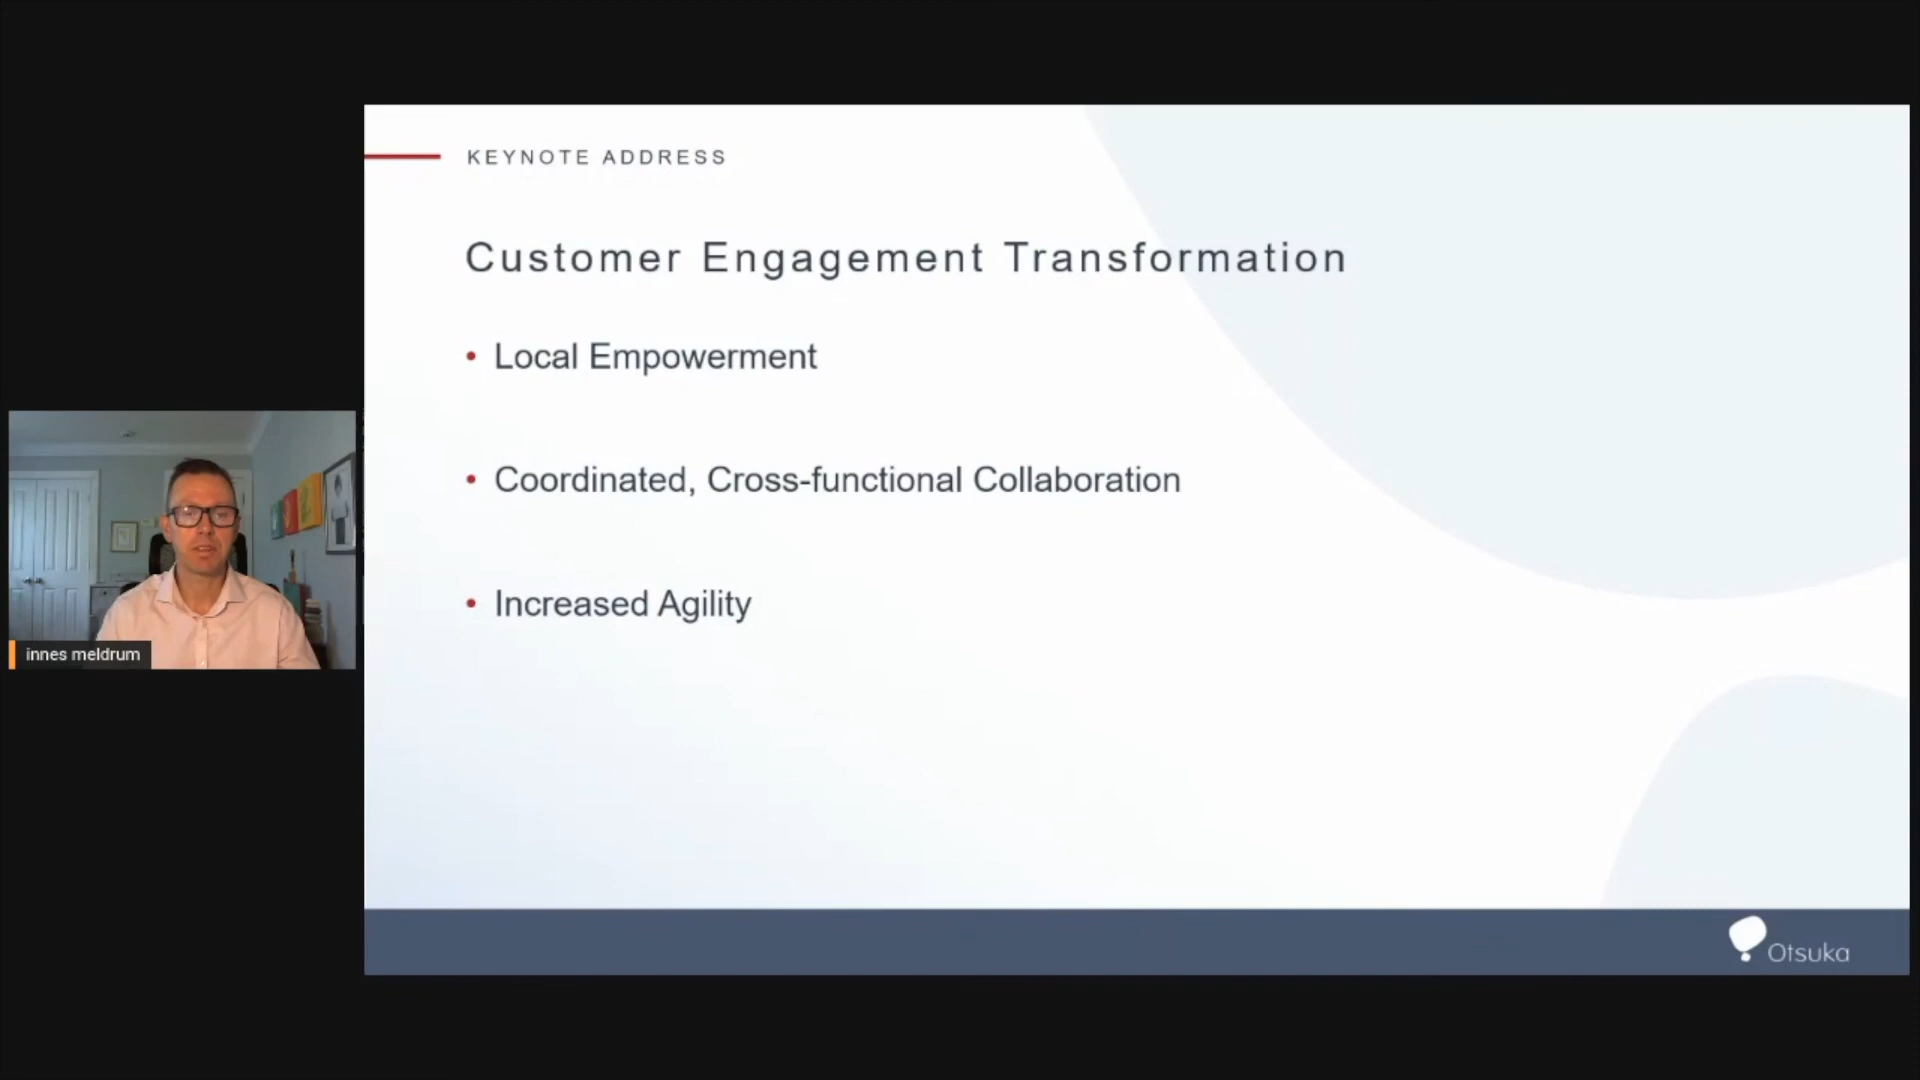 KEYNOTE ADDRESS
Customer Engagement Transformation
• Local Empowerment
• Coordinated, Cross-functional Collaboration
• Increased Agility
innes meldrum
Otsuka